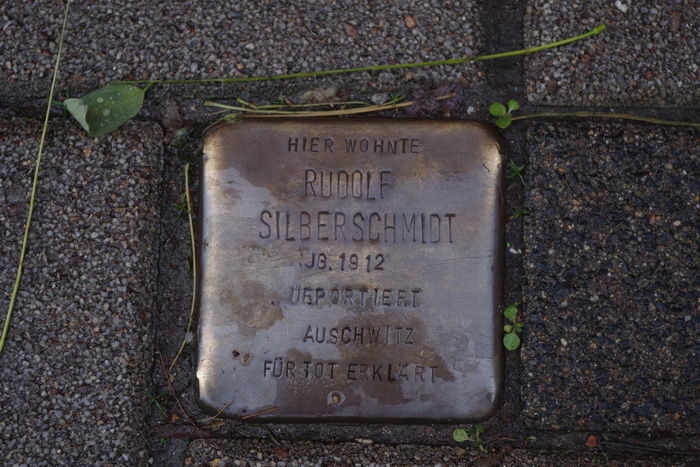 HIER WOHNTE
RUDOLF
SILBERSCHMIDT
JG. 1912
DEPORTIERT
AUSCHWITZ
FÜR TOT ERKLÄRT